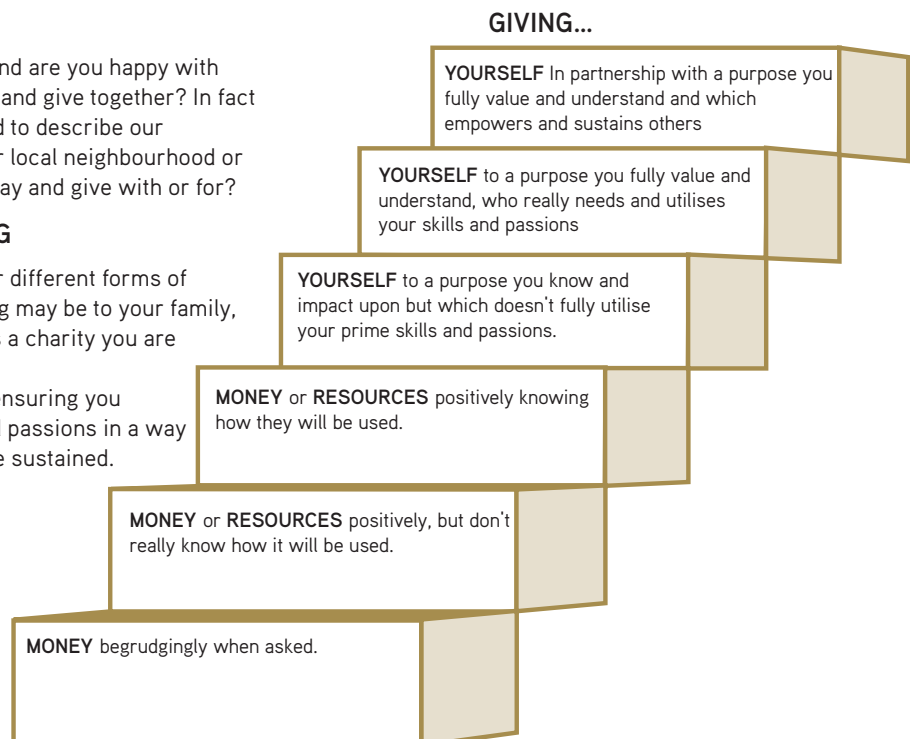 GIVING...
nd are you happy with
and give together? In fact
d to describe our
r local neighbourhood or
ay and give with or for?
G
r different forms of
g may be to your family,
s a charity you are
ensuring you
d passions in a way
e sustained.
YOURSELF In partnership with a purpose you
fully value and understand and which
empowers and sustains others
YOURSELF to a purpose you fully value and
understand, who really needs and utilises
your skills and passions
YOURSELF to a purpose you know and
impact upon but which doesn't fully utilise
your prime skills and passions.
MONEY or RESOURCES positively knowing
how they will be used.
MONEY or RESOURCES positively, but don't
really know how it will be used.
MONEY begrudgingly when asked.